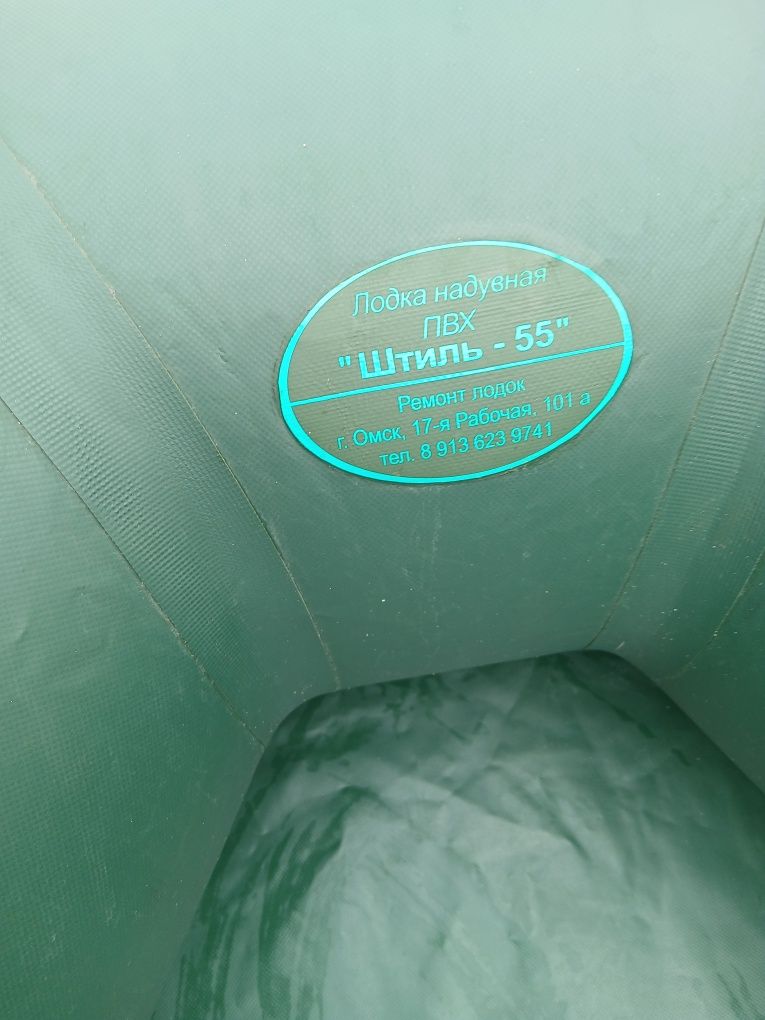 Лодка надувная
ПВХ
"Штиль - 55"
Ремонт лодок
г. Омск, 17-я Рабочая, 101 а
тел. 8 913 623 9741